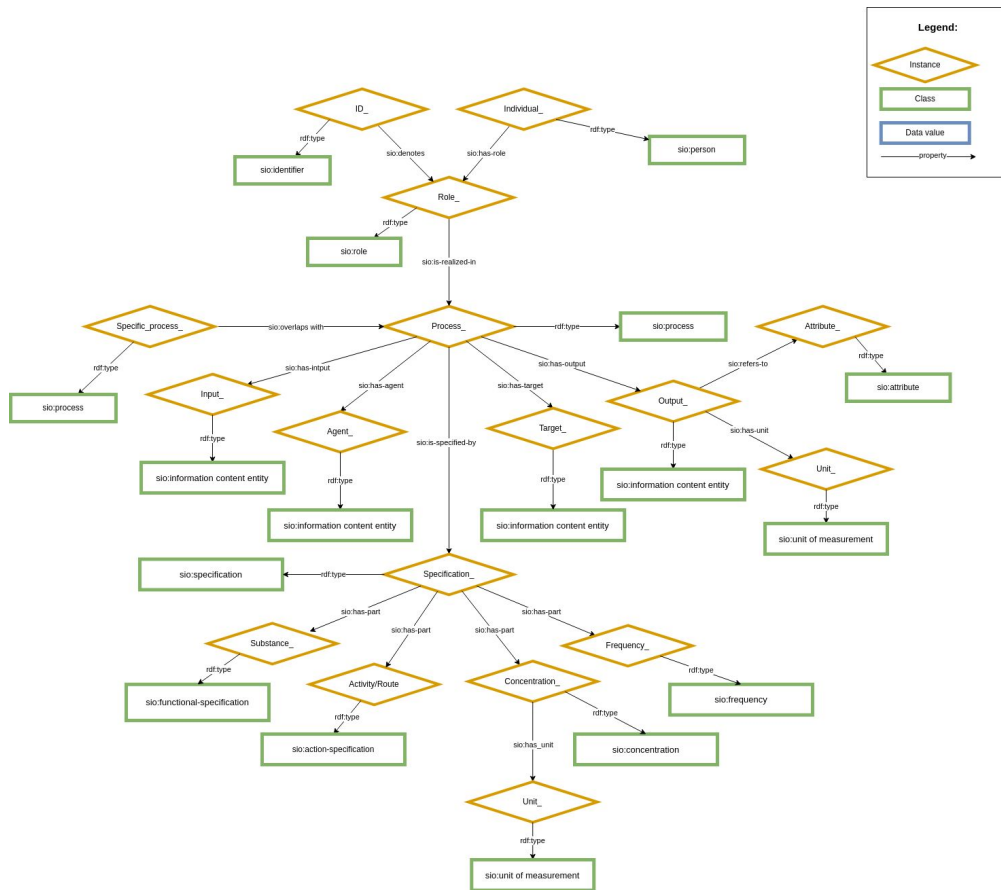 Legend:
Instance
Class
Data value
property
ID_
Individual_
rdf:type
rdf:type
sio:person
sio:denotes
sio:has-role
sio:identifier
Role_
rdf:type
sio:role
sio:is-realized-in
Specific_process_
sio:overlaps with
Process_
rdf:type
sio:process
Attribute_
sio:has-intput
sio:has-output
sio:refers-to
rdf:type
rdf:type
sio:has-agent
sio:has-target
sio:attribute
Input_
Output_
sio:process
Agent_
Target_
sio:has-unit
rdf:type
sio:is-specified-by
rdf:type
Unit_
sio:information content entity
rdf:type
rdf:type
sio:information content entity
rdf:type
sio:information content entity
sio:information content entity
sio:unit of measurement
sio:specification
rdf:type
Specification_
sio:has-part
sio:has-part
sio:has-part
sio:has-part
Substance_
Frequency_
rdf:type
rdf:type
Activity/Route
Concentration_
sio:functional-specification
sio:frequency
rdf:type
rdf:type
sio:action-specification
sio:has_unit
sio:concentration
Unit_
rdf:type
sio:unit of measurement